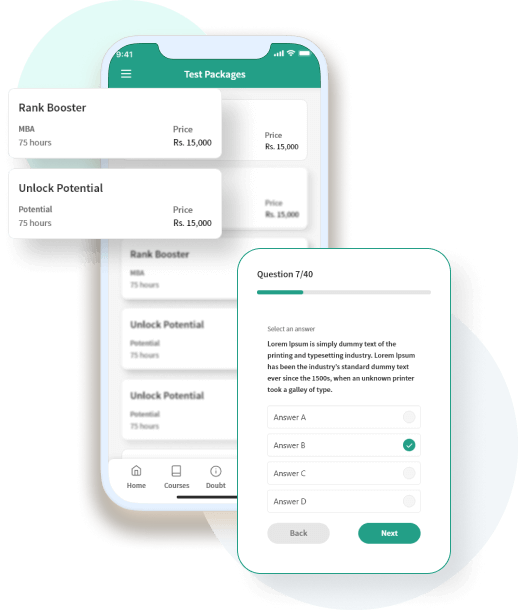 9:41
Test Packages
Rank Booster
MBA
Price
75 hours
Rs. 15,000
Price
Rs. 15,000
Unlock Potential
Potential
Price
75 hours
Rs. 15,000
Price
Rs. 15,000
Rank Booster
MBA
75 hours
Unlock Potential
Potential
75 hours
Unlock Potential
Potential
75 hours
Home
Courses
Doubt
Question 7/40
Select an answer
Lorem Ipsum is simply dummy text of the
printing and typesetting industry. Lorem Ipsum
has been the industry's standard dummy text
ever since the 1500s, when an unknown printer
took a galley of type.
Answer A
Answer B
Answer C
Answer D
Back
Next